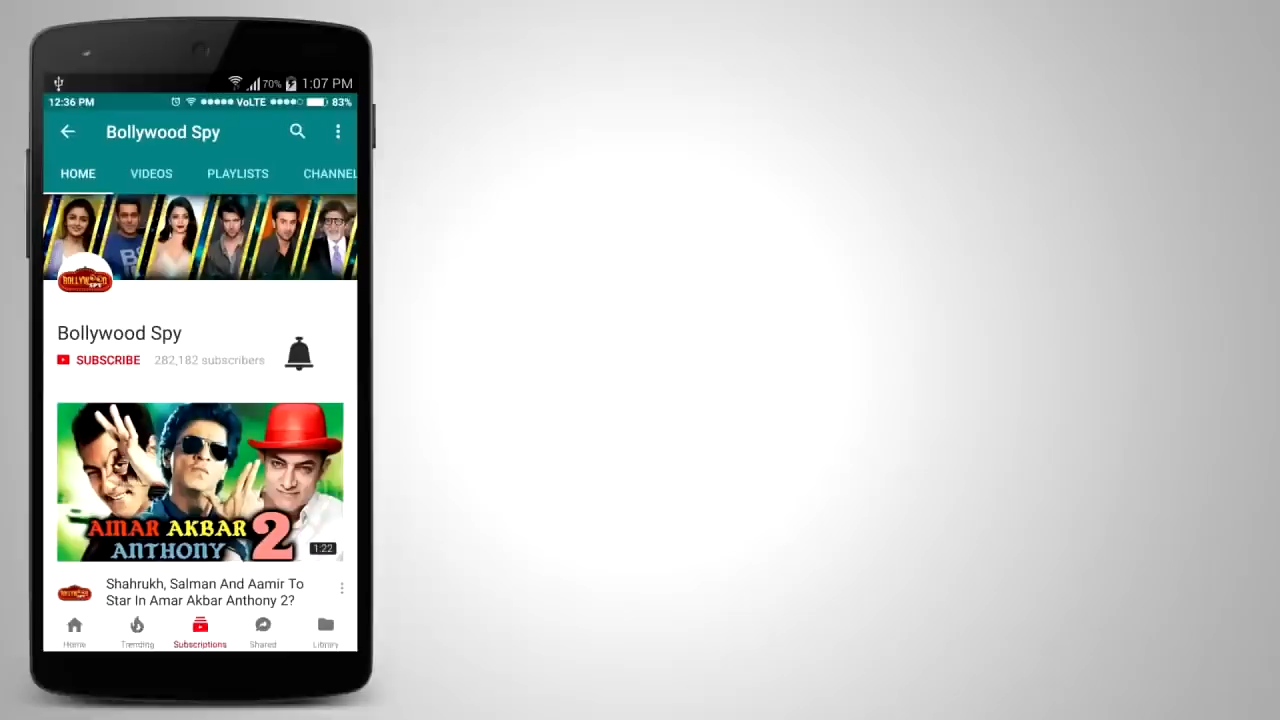 70% 1:07 PM
12:36 PM VoLTE 83%
Bollywood Spy
HOME VIDEOS PLAYLISTS CHANNEL
BOLLYWOOD
SPY
Bollywood Spy
SUBSCRIBE 282,182 subscribers
AMAR AKBAR
ANTHONY 2
1:22
Shahrukh, Salman And Aamir To
Star In Amar Akbar Anthony 2?
Home Trending Subscriptions Shared Library